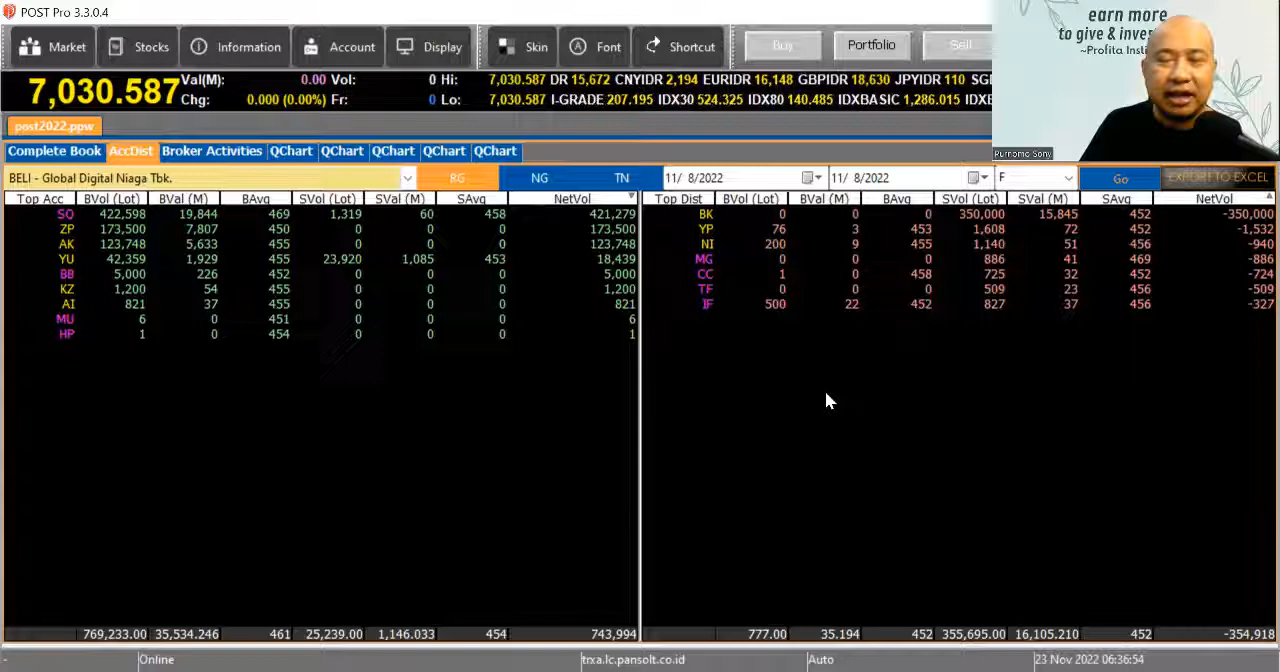 POST Pro 3.3.0.4
Market Stocks Information Account Display Skin Font Shortcut Buy Portfolio Sell
earn more
to give & inves
~Profita Insti
7,030.587 Val(M): 0.00 Vol: 0 Hi: 7,030.587 DR 15,672 CNYIDR 2,194 EURIDR 16,148 GBPIDR 18,630 JPYIDR 110 SG
Chg: 0.000 (0.00%) Fr: 0 Lo: 7,030.587 I-GRADE 207.195 IDX30 524.325 IDX80 140.485 IDXBASIC 1,286.015 IDXE
post2022.ppw
Purnomo Sony
Complete Book AccDist Broker Activities QChart QChart QChart QChart QChart
BELI - Global Digital Niaga Tbk. RG NG TN 11/ 8/2022 11/ 8/2022 F Go EXPORT TO EXCEL
Top Acc BVol (Lot) BVal (M) BAvg SVol (Lot) SVal (M) SAvg NetVol Top Dist BVol (Lot) BVal (M) BAvg SVol (Lot) SVal (M) SAvg NetVol
SQ 422,598 19,844 469 1,319 60 458 421,279 BK 0 0 0 350,000 15,845 452 -350,000
ZP 173,500 7,807 450 0 0 0 173,500 YP 76 3 453 1,608 72 452 -1,532
AK 123,748 5,633 455 0 0 0 123,748 NI 200 9 455 1,140 51 456 -940
YU 42,359 1,929 455 23,920 1,085 453 18,439 MG 0 0 0 886 41 469 -886
BB 5,000 226 452 0 0 0 5,000 CC 1 0 458 725 32 452 -724
KZ 1,200 54 455 0 0 0 1,200 TF 0 0 0 509 23 456 -509
AI 821 37 455 0 0 0 821 IF 500 22 452 827 37 456 -327
MU 6 0 451 0 0 0 6
HP 1 0 454 0 0 0 1
769,233.00 35,534.246 461 25,239.00 1,146.033 454 743,994 777.00 35.194 452 355,695.00 16,105.210 452 -354,918
- Online trxa.lc.pansolt.co.id Auto 23 Nov 2022 06:36:54